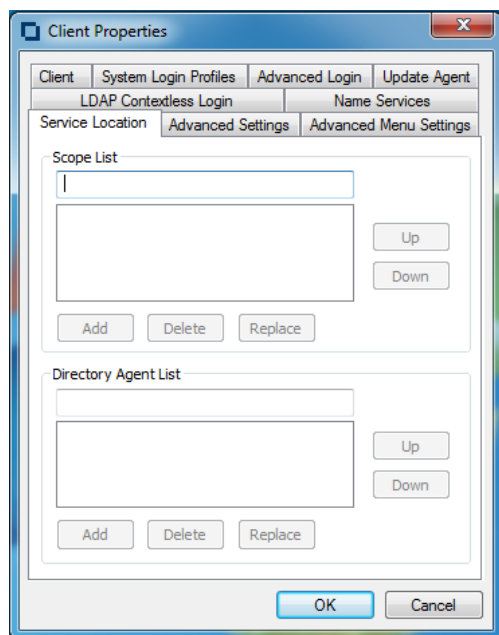 Client Properties
Client System Login Profiles Advanced Login Update Agent
LDAP Contextless Login Name Services
Service Location Advanced Settings Advanced Menu Settings
Scope List
Up
Down
Add Delete Replace
Directory Agent List
Up
Down
Add Delete Replace
OK Cancel